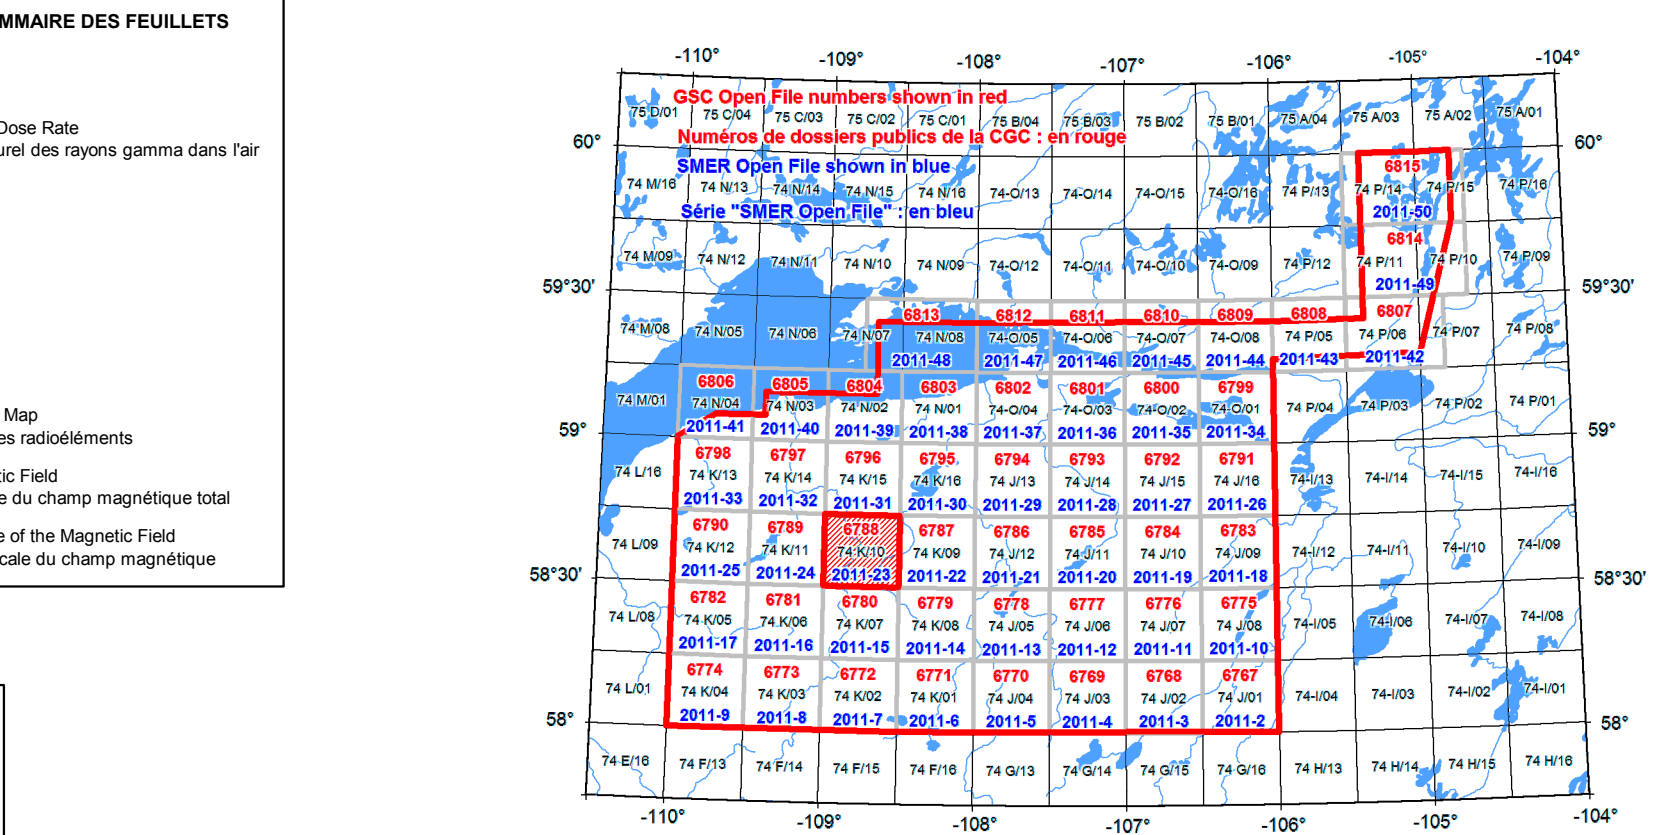 MMAIRE DES FEUILLETS
Dose Rate
urel des rayons gamma dans l'air
Map
es radioéléments
tic Field
e du champ magnétique total
e of the Magnetic Field
cale du champ magnétique
-110° -109° -108° -107° -106° -105° -104°
GSC Open File numbers shown in red
75 D/01 75 C/04 75 C/03 75 C/02 75 C/01 75 B/04 75 B/03 75 B/02 75 B/01 75 A/04 75 A/03 75 A/02 75 A/01
Numéros de dossiers publics de la CGC : en rouge
60° 60°
SMER Open File shown in blue
6815
74 M/16 74 N/13 74 N/14 74 N/15 74 N/16 74-O/13 74-O/14 74-O/15 74-O/16 74 P/13 74 P/14 74 P/15 74 P/16
Série "SMER Open File" : en bleu
2011-50
6814
74 M/09 74 N/12 74 N/11 74 N/10 74 N/09 74-O/12 74-O/11 74-O/10 74-O/09 74 P/12 74 P/11 74 P/10 74 P/09
2011-49
59°30' 59°30'
6813 6812 6811 6810 6809 6808 6807
74 M/08 74 N/05 74 N/06 74 N/07 74 N/08 74-O/05 74-O/06 74-O/07 74-O/08 74 P/05 74 P/06 74 P/07 74 P/08
2011-48 2011-47 2011-46 2011-45 2011-44 2011-43 2011-42
6806 6805 6804 6803 6802 6801 6800 6799
74 M/01 74 N/04 74 N/03 74 N/02 74 N/01 74-O/04 74-O/03 74-O/02 74-O/01 74 P/04 74 P/03 74 P/02 74 P/01
2011-41 2011-40 2011-39 2011-38 2011-37 2011-36 2011-35 2011-34
59° 59°
6798 6797 6796 6795 6794 6793 6792 6791
74 L/16 74 K/13 74 K/14 74 K/15 74 K/16 74 J/13 74 J/14 74 J/15 74 J/16 74-I/13 74-I/14 74-I/15 74-I/16
2011-33 2011-32 2011-31 2011-30 2011-29 2011-28 2011-27 2011-26
6790 6789 6788 6787 6786 6785 6784 6783
74 L/09 74 K/12 74 K/11 74 K/10 74 K/09 74 J/12 74 J/11 74 J/10 74 J/09 74-I/12 74-I/11 74-I/10 74-I/09
2011-25 2011-24 2011-23 2011-22 2011-21 2011-20 2011-19 2011-18
58°30' 58°30'
6782 6781 6780 6779 6778 6777 6776 6775
74 L/08 74 K/05 74 K/06 74 K/07 74 K/08 74 J/05 74 J/06 74 J/07 74 J/08 74-I/05 74-I/06 74-I/07 74-I/08
2011-17 2011-16 2011-15 2011-14 2011-13 2011-12 2011-11 2011-10
6774 6773 6772 6771 6770 6769 6768 6767
74 L/01 74 K/04 74 K/03 74 K/02 74 K/01 74 J/04 74 J/03 74 J/02 74 J/01 74-I/04 74-I/03 74-I/02 74-I/01
2011-9 2011-8 2011-7 2011-6 2011-5 2011-4 2011-3 2011-2
58° 58°
74 E/16 74 F/13 74 F/14 74 F/15 74 F/16 74 G/13 74 G/14 74 G/15 74 G/16 74 H/13 74 H/14 74 H/15 74 H/16
-110° -109° -108° -107° -106° -105° -104°